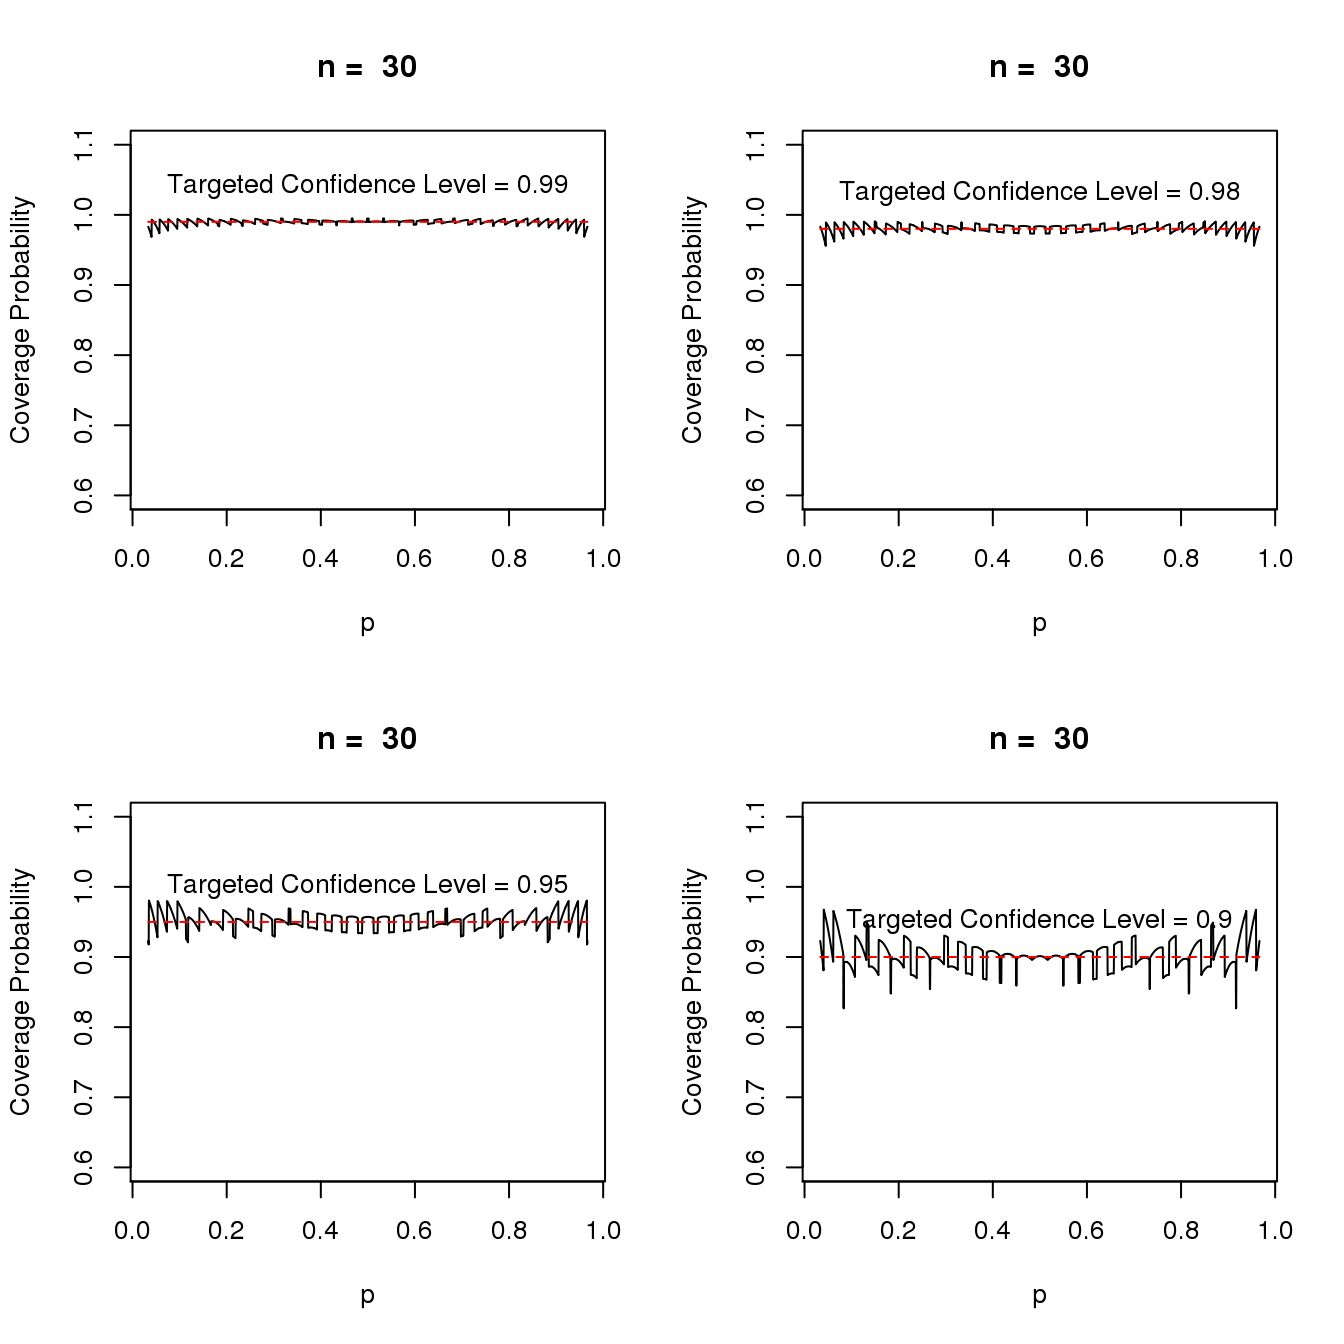 n = 30
1.1
1.0
0.9
0.8
0.7
0.6
Coverage Probability
Targeted Confidence Level = 0.99
0.0 0.2 0.4 0.6 0.8 1.0
p
n = 30
1.1
1.0
0.9
0.8
0.7
0.6
Coverage Probability
Targeted Confidence Level = 0.98
0.0 0.2 0.4 0.6 0.8 1.0
p
n = 30
1.1
1.0
0.9
0.8
0.7
0.6
Coverage Probability
Targeted Confidence Level = 0.95
0.0 0.2 0.4 0.6 0.8 1.0
p
n = 30
1.1
1.0
0.9
0.8
0.7
0.6
Coverage Probability
Targeted Confidence Level = 0.9
0.0 0.2 0.4 0.6 0.8 1.0
p